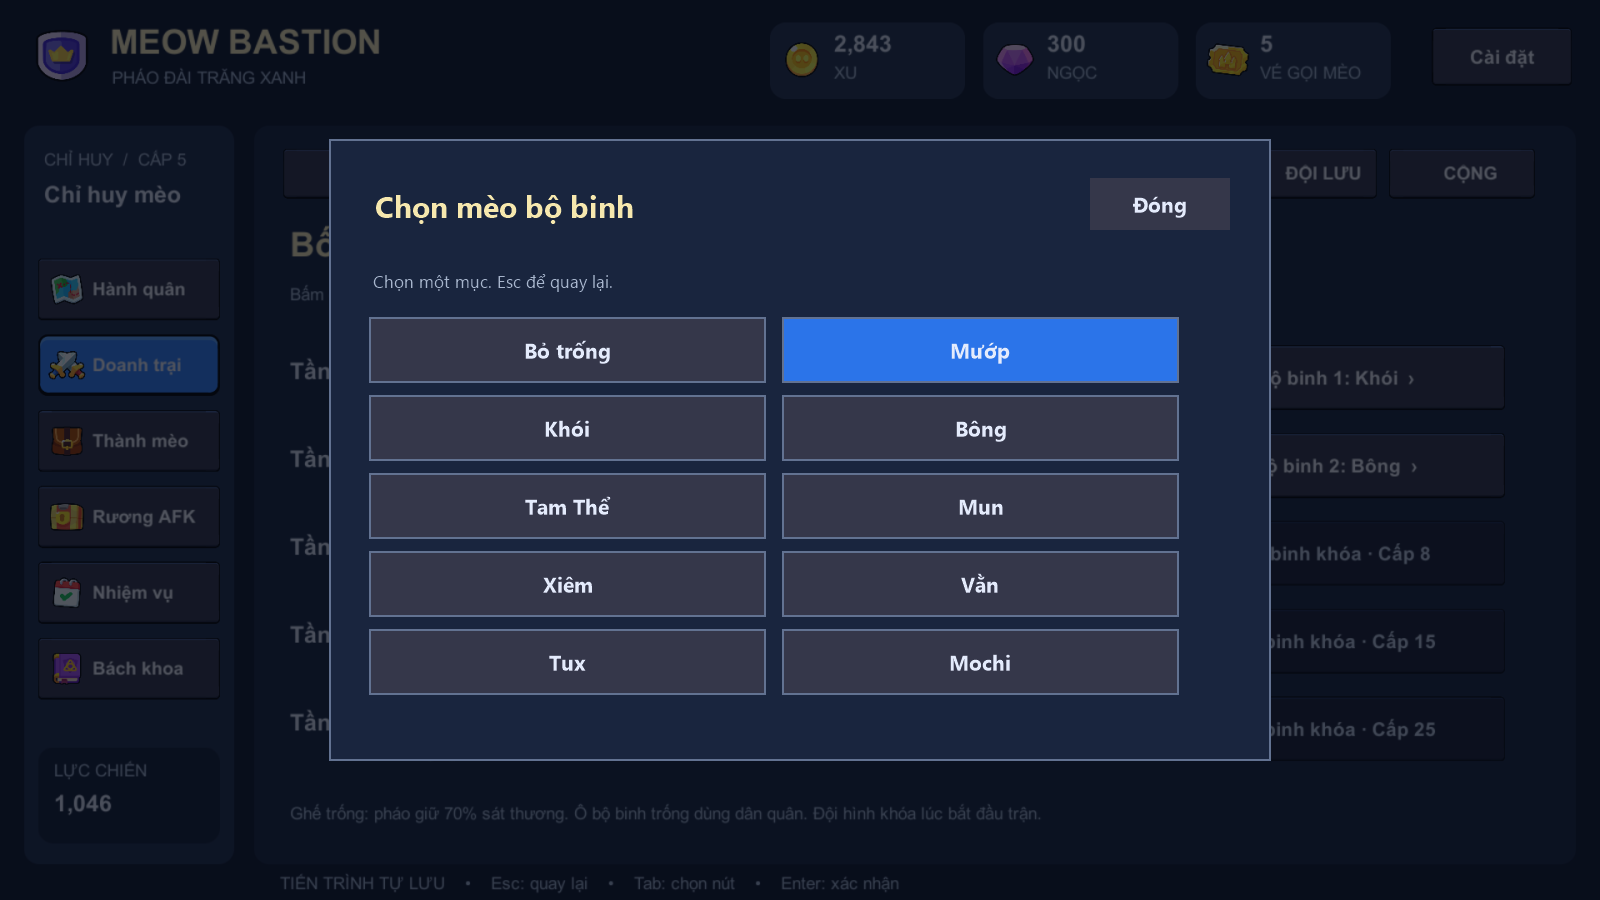 MEOW BASTION
PHÁO ĐÀI TRĂNG XANH
2,843
XU
300
NGỌC
5
VÉ GỌI MÈO
Cài đặt
CHỈ HUY / CẤP 5
Chỉ huy mèo
Hành quân
Doanh trại
Thành mèo
Rương AFK
Nhiệm vụ
Bách khoa
LỰC CHIẾN
1,046
ĐỘI LƯU
CỘNG
Bấm
Chọn mèo bộ binh
Đóng
Chọn một mục. Esc để quay lại.
Bỏ trống
Mướp
Khói
Bông
Tam Thể
Mun
Xiêm
Vằn
Tux
Mochi
binh 1: Khói ›
binh 2: Bông ›
binh khóa · Cấp 8
binh khóa · Cấp 15
binh khóa · Cấp 25
Ghế trống: pháo giữ 70% sát thương. Ô bộ binh trống dùng dân quân. Đội hình khóa lúc bắt đầu trận.
TIẾN TRÌNH TỰ LƯU • Esc: quay lại • Tab: chọn nút • Enter: xác nhận